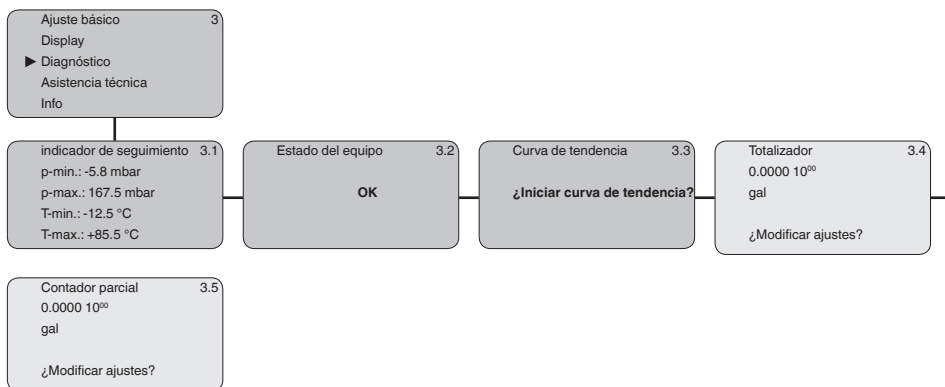 Ajuste básico 3
Display
▶ Diagnóstico
Asistencia técnica
Info
indicador de seguimiento 3.1
p-min.: -5.8 mbar
p-max.: 167.5 mbar
T-min.: -12.5 °C
T-max.: +85.5 °C
Estado del equipo 3.2
OK
Curva de tendencia 3.3
¿Iniciar curva de tendencia?
Totalizador 3.4
0.0000 10⁰⁰
gal
¿Modificar ajustes?
Contador parcial 3.5
0.0000 10⁰⁰
gal
¿Modificar ajustes?